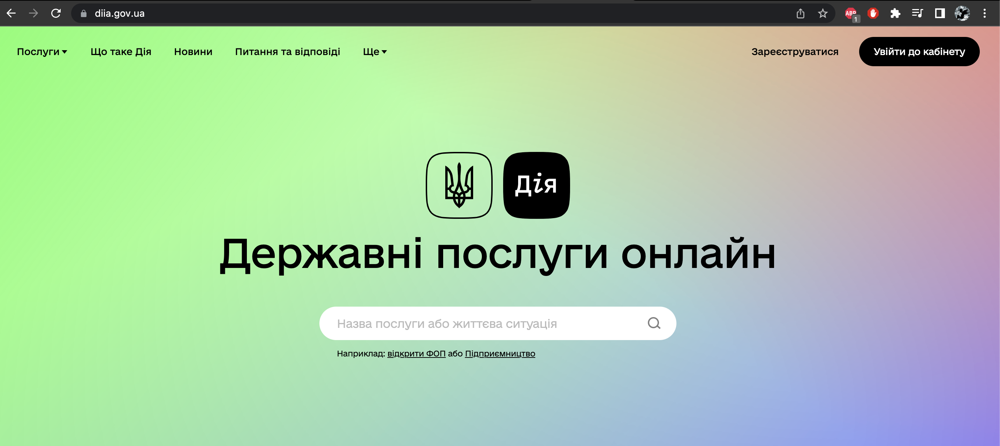 diia.gov.ua
ABP
1
Послуги Що таке Дія Новини Питання та відповіді Ще Зареєструватися Увійти до кабінету
Дія
Державні послуги онлайн
Назва послуги або життєва ситуація
Наприклад: відкрити ФОП або Підприємництво